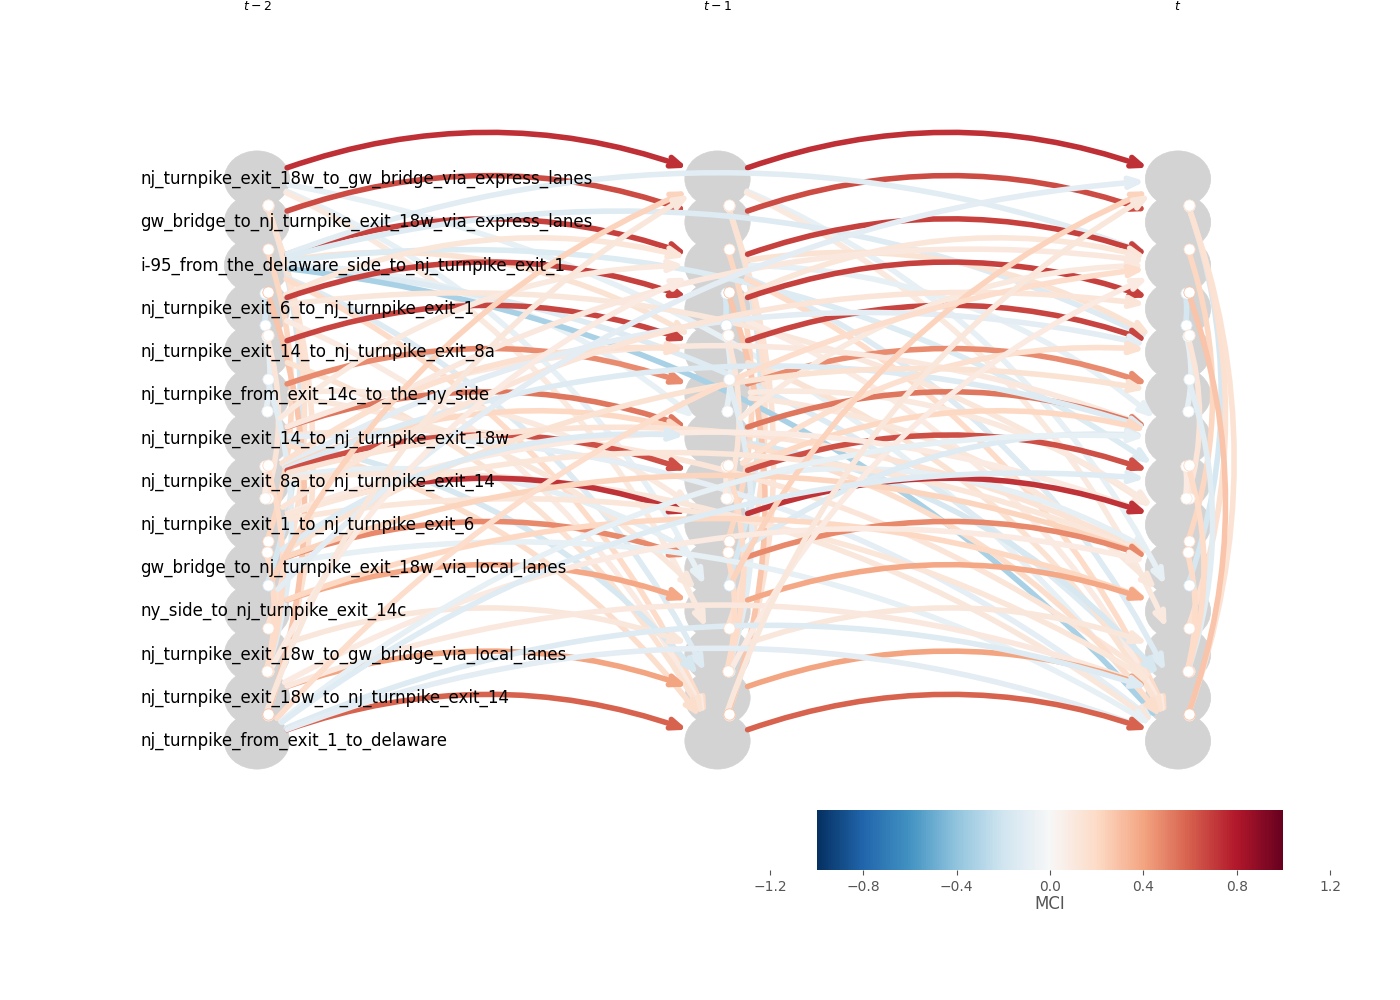 t − 2 t − 1 t
nj_turnpike_exit_18w_to_gw_bridge_via_express_lanes
gw_bridge_to_nj_turnpike_exit_18w_via_express_lanes
i-95_from_the_delaware_side_to_nj_turnpike_exit_1
nj_turnpike_exit_6_to_nj_turnpike_exit_1
nj_turnpike_exit_14_to_nj_turnpike_exit_8a
nj_turnpike_from_exit_14c_to_the_ny_side
nj_turnpike_exit_14_to_nj_turnpike_exit_18w
nj_turnpike_exit_8a_to_nj_turnpike_exit_14
nj_turnpike_exit_1_to_nj_turnpike_exit_6
gw_bridge_to_nj_turnpike_exit_18w_via_local_lanes
ny_side_to_nj_turnpike_exit_14c
nj_turnpike_exit_18w_to_gw_bridge_via_local_lanes
nj_turnpike_exit_18w_to_nj_turnpike_exit_14
nj_turnpike_from_exit_1_to_delaware
−1.2 −0.8 −0.4 0.0 0.4 0.8 1.2
MCI